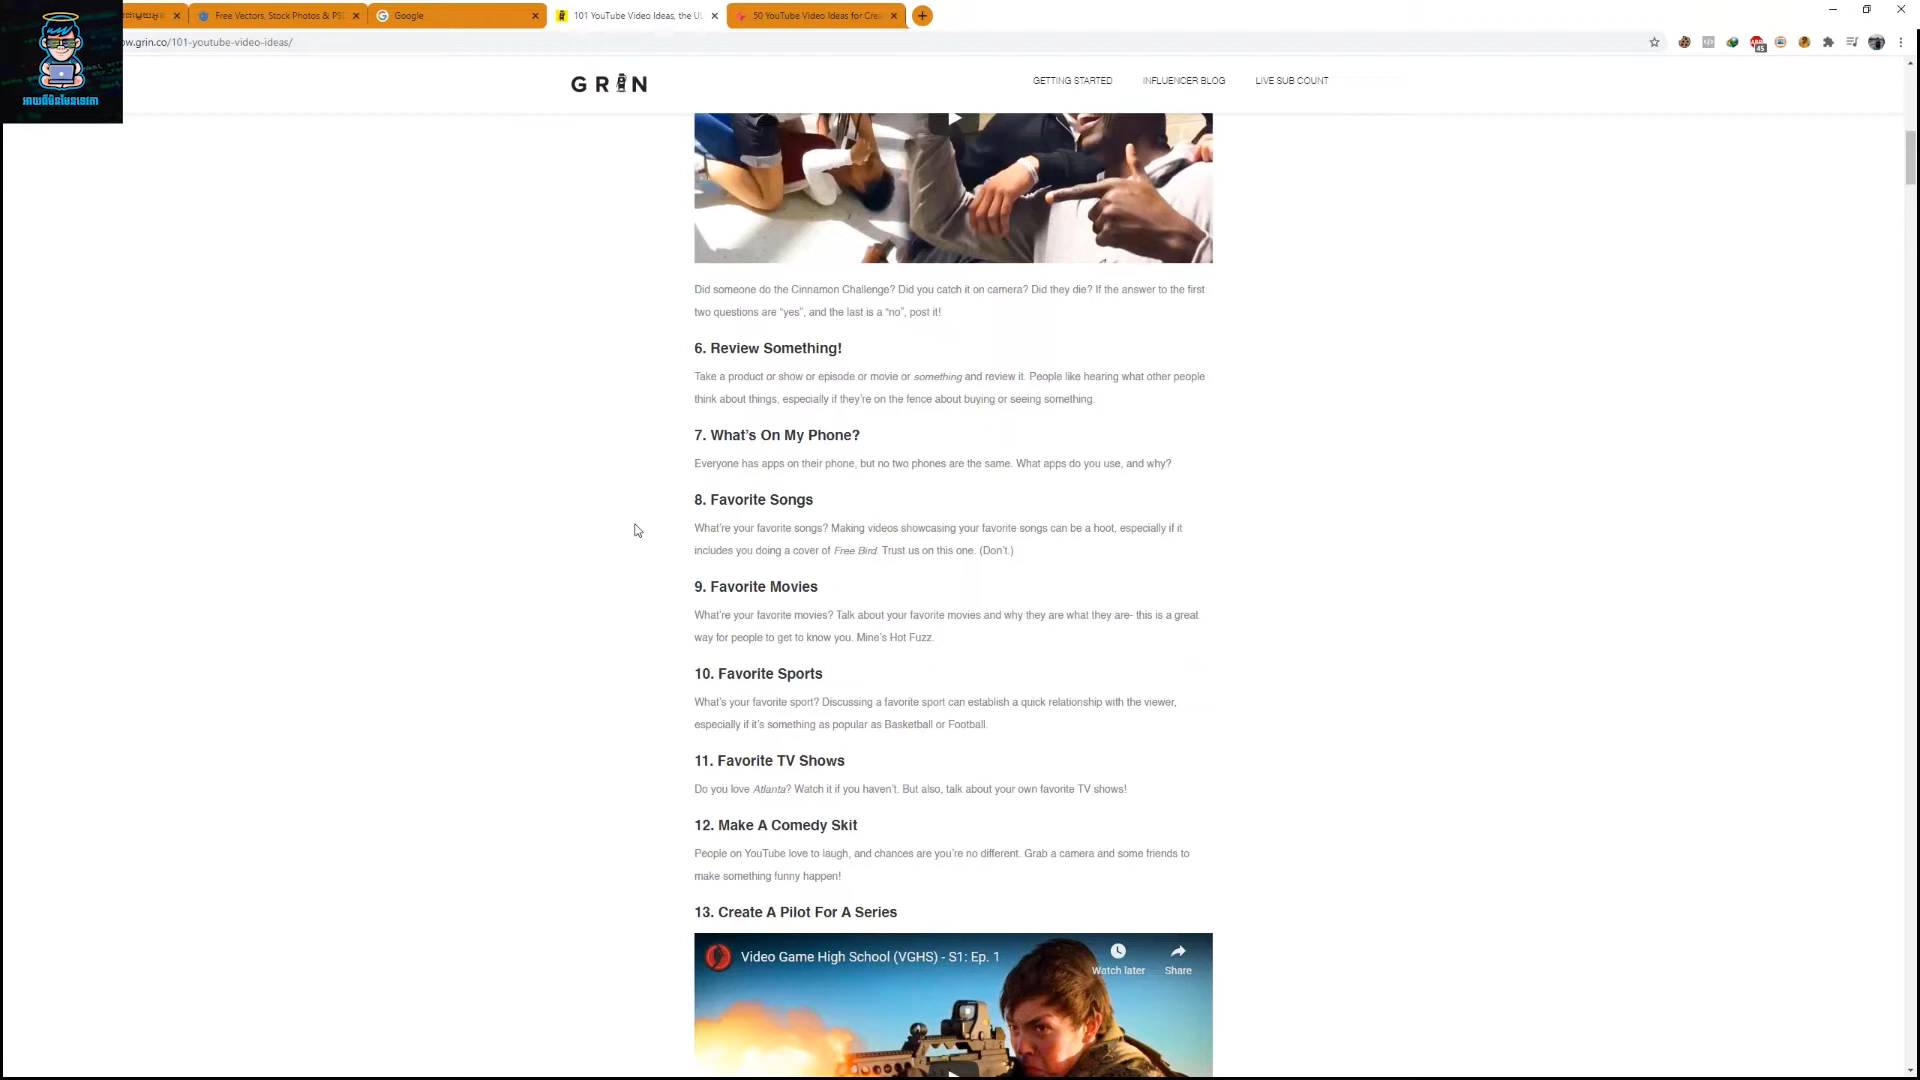 Free Vectors, Stock Photos & PS
Google
101 YouTube Video Ideas, the Ul
50 YouTube Video Ideas for Crea
ow.grin.co/101-youtube-video-ideas/
45
GRIN
GETTING STARTED
INFLUENCER BLOG
LIVE SUB COUNT
Did someone do the Cinnamon Challenge? Did you catch it on camera? Did they die? If the answer to the first
two questions are “yes”, and the last is a “no”, post it!
6. Review Something!
Take a product or show or episode or movie or something and review it. People like hearing what other people
think about things, especially if they’re on the fence about buying or seeing something.
7. What’s On My Phone?
Everyone has apps on their phone, but no two phones are the same. What apps do you use, and why?
8. Favorite Songs
What’re your favorite songs? Making videos showcasing your favorite songs can be a hoot, especially if it
includes you doing a cover of Free Bird. Trust us on this one. (Don’t.)
9. Favorite Movies
What’re your favorite movies? Talk about your favorite movies and why they are what they are- this is a great
way for people to get to know you. Mine’s Hot Fuzz.
10. Favorite Sports
What’s your favorite sport? Discussing a favorite sport can establish a quick relationship with the viewer,
especially if it’s something as popular as Basketball or Football.
11. Favorite TV Shows
Do you love Atlanta? Watch it if you haven’t. But also, talk about your own favorite TV shows!
12. Make A Comedy Skit
People on YouTube love to laugh, and chances are you’re no different. Grab a camera and some friends to
make something funny happen!
13. Create A Pilot For A Series
Video Game High School (VGHS) - S1: Ep. 1
Watch later
Share